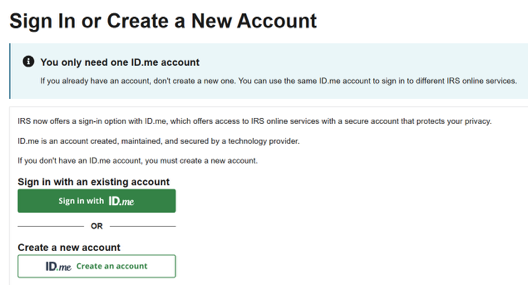 Sign In or Create a New Account
You only need one ID.me account
If you already have an account, don't create a new one. You can use the same ID.me account to sign in to different IRS online services.
IRS now offers a sign-in option with ID.me, which offers access to IRS online services with a secure account that protects your privacy.
ID.me is an account created, maintained, and secured by a technology provider.
If you don't have an ID.me account, you must create a new account.
Sign in with an existing account
Sign in with ID.me
OR
Create a new account
ID.me Create an account